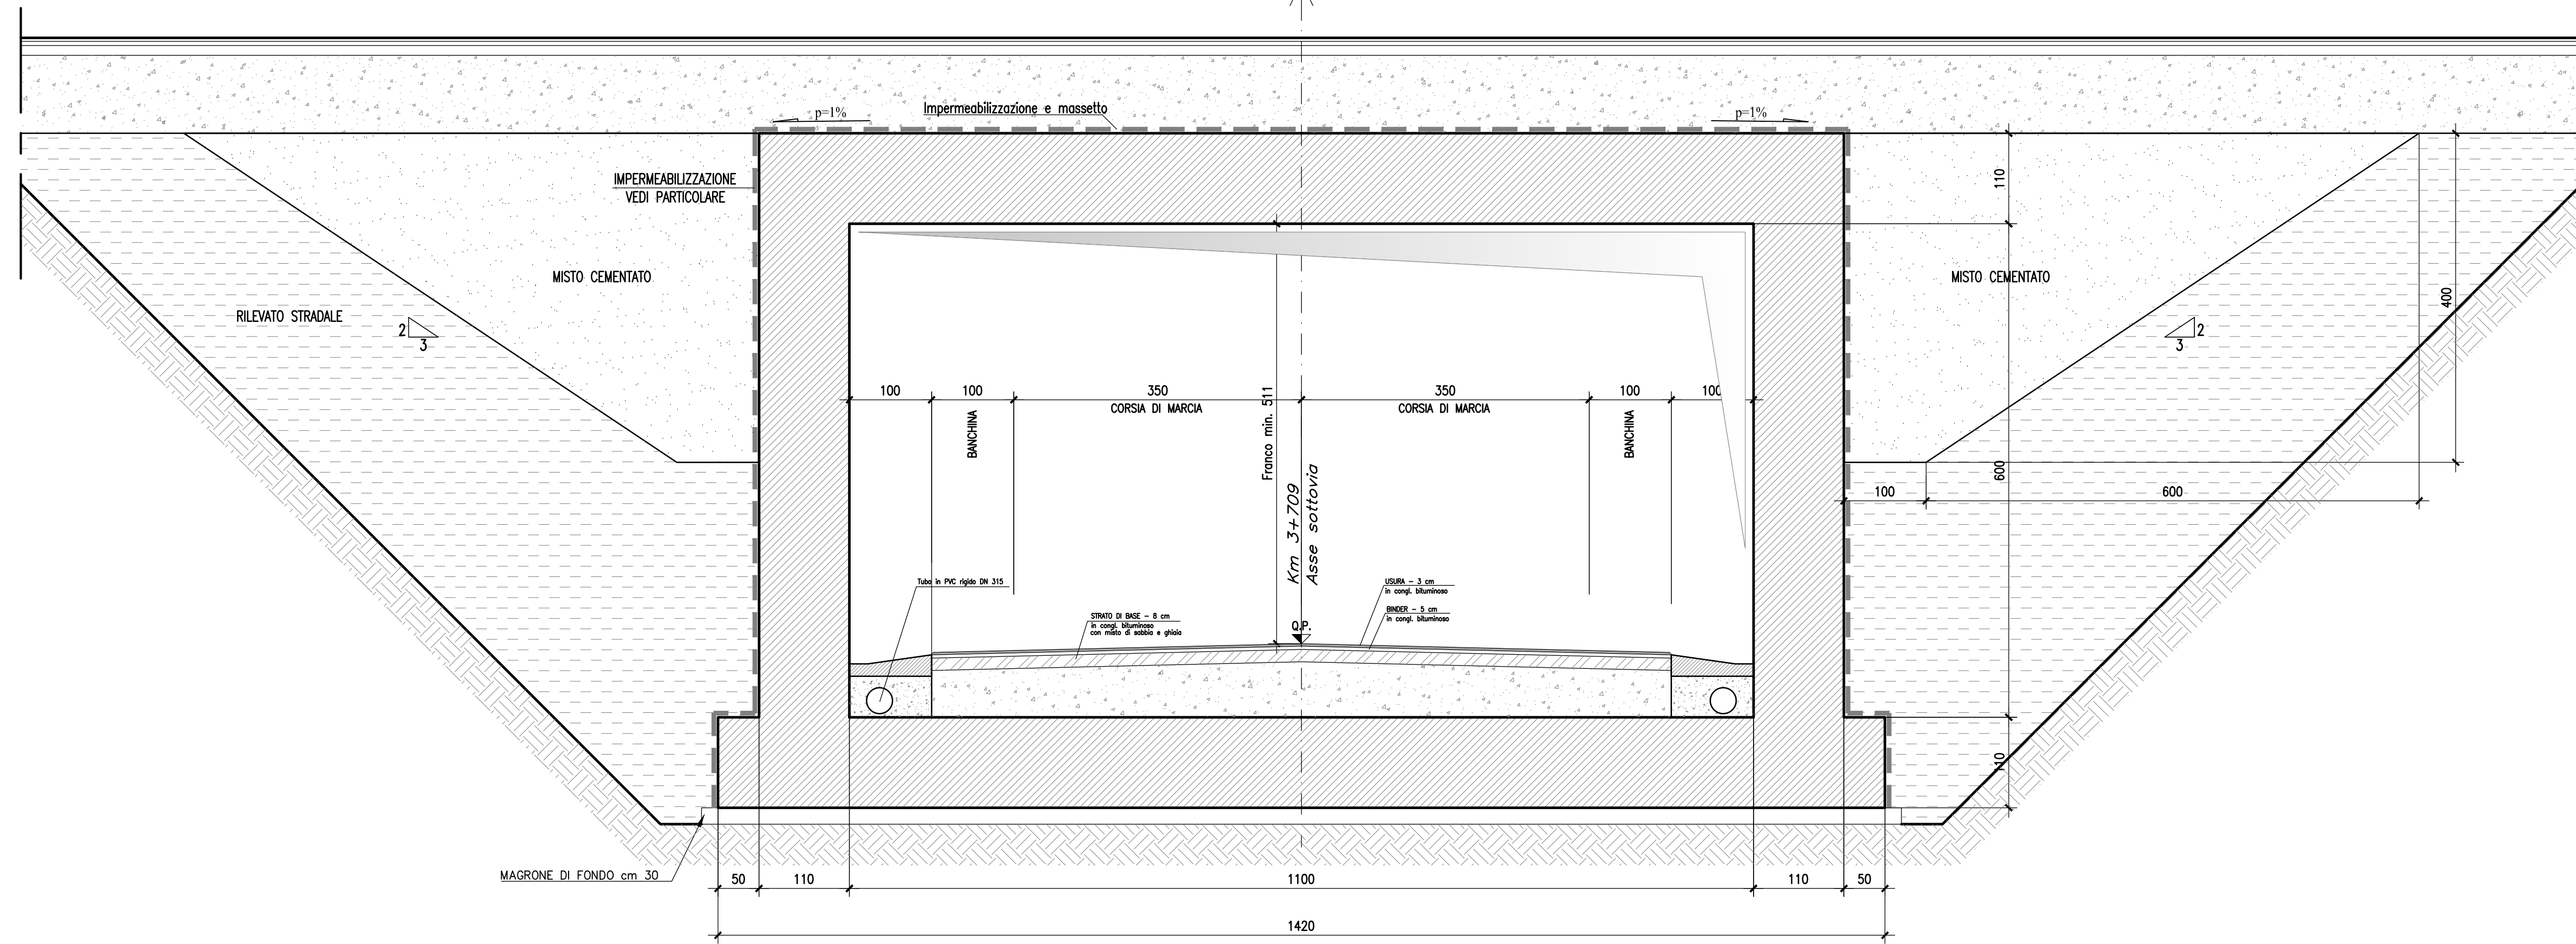 p=1%
Impermeabilizzazione e massetto
p=1%
IMPERMEABILIZZAZIONE
VEDI PARTICOLARE
110
MISTO CEMENTATO
MISTO CEMENTATO
RILEVATO STRADALE
2
3
2
3
400
100
100
350
350
100
100
CORSIA DI MARCIA
CORSIA DI MARCIA
BANCHINA
BANCHINA
Franco min. 511
600
100
600
Km 3+709
Asse sottovia
Tubo in PVC rigido DN 315
USURA - 3 cm
in congl. bituminoso
BINDER - 5 cm
in congl. bituminoso
STRATO DI BASE - 8 cm
in congl. bituminoso
con misto di sabbia e ghiaia
Q.P.
110
MAGRONE DI FONDO cm 30
50
110
1100
110
50
1420